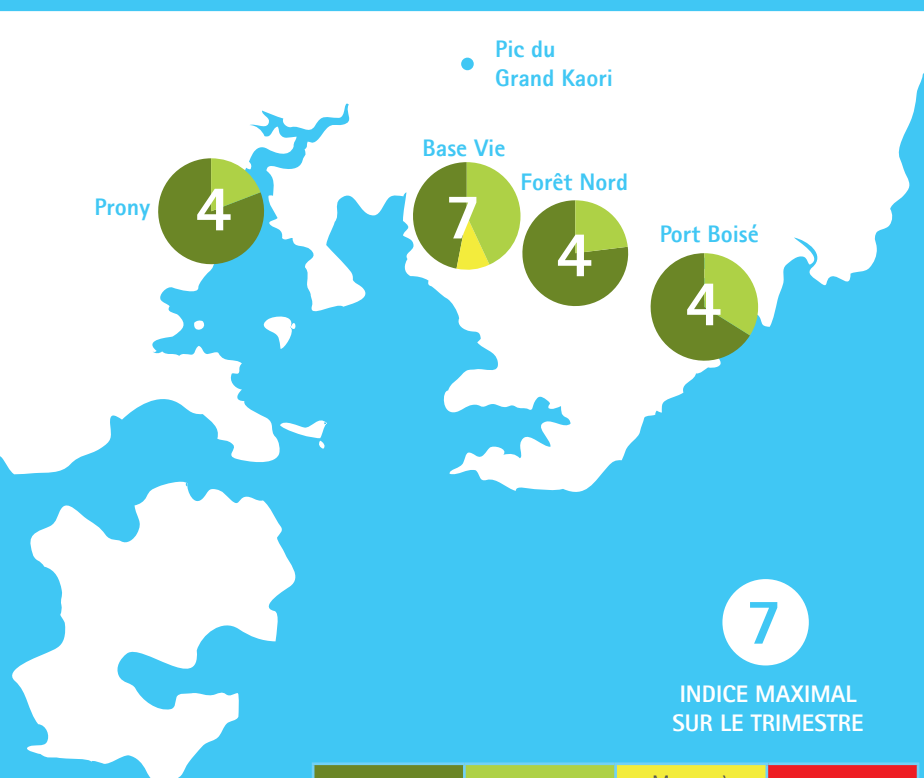 Pic du
Grand Kaori
Base Vie
Forêt Nord
Prony
4
7
4
Port Boisé
4
7
INDICE MAXIMAL
SUR LE TRIMESTRE